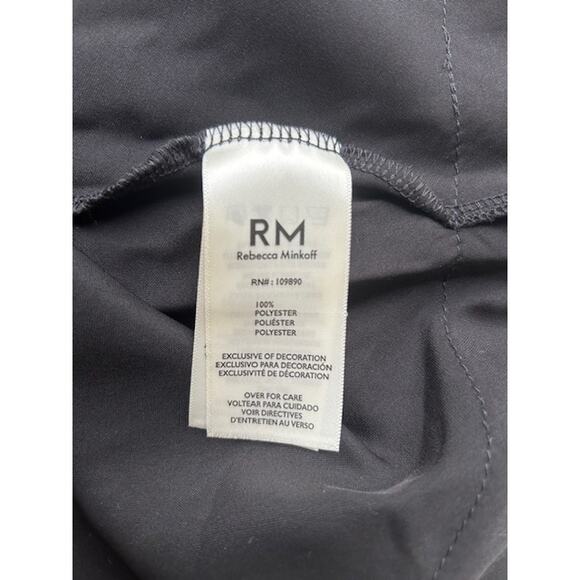 RM
Rebecca Minkoff
RN#: 109890
100%
POLYESTER
POLIÉSTER
POLYESTER
EXCLUSIVE OF DECORATION
EXCLUSIVO PARA DECORACIÓN
EXCLUSIVITÉ DE DÉCORATION
OVER FOR CARE
VOLTEAR PARA CUIDADO
VOIR DIRECTIVES
D'ENTRETIEN AU VERSO